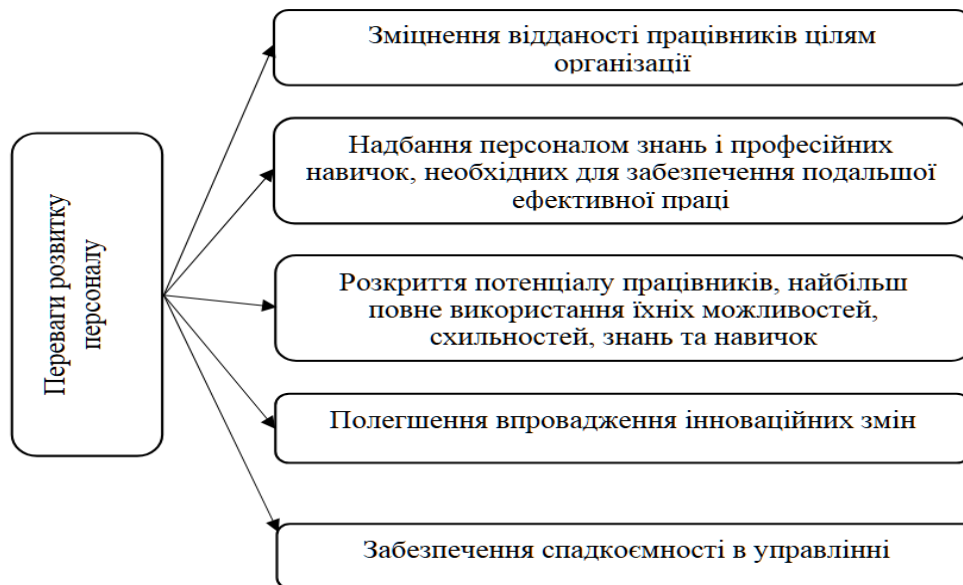 Переваги розвитку
персоналу
Зміцнення відданості працівників цілям
організації
Надбання персоналом знань і професійних
навичок, необхідних для забезпечення подальшої
ефективної праці
Розкриття потенціалу працівників, найбільш
повне використання їхніх можливостей,
схильностей, знань та навичок
Полегшення впровадження інноваційних змін
Забезпечення спадкоємності в управлінні